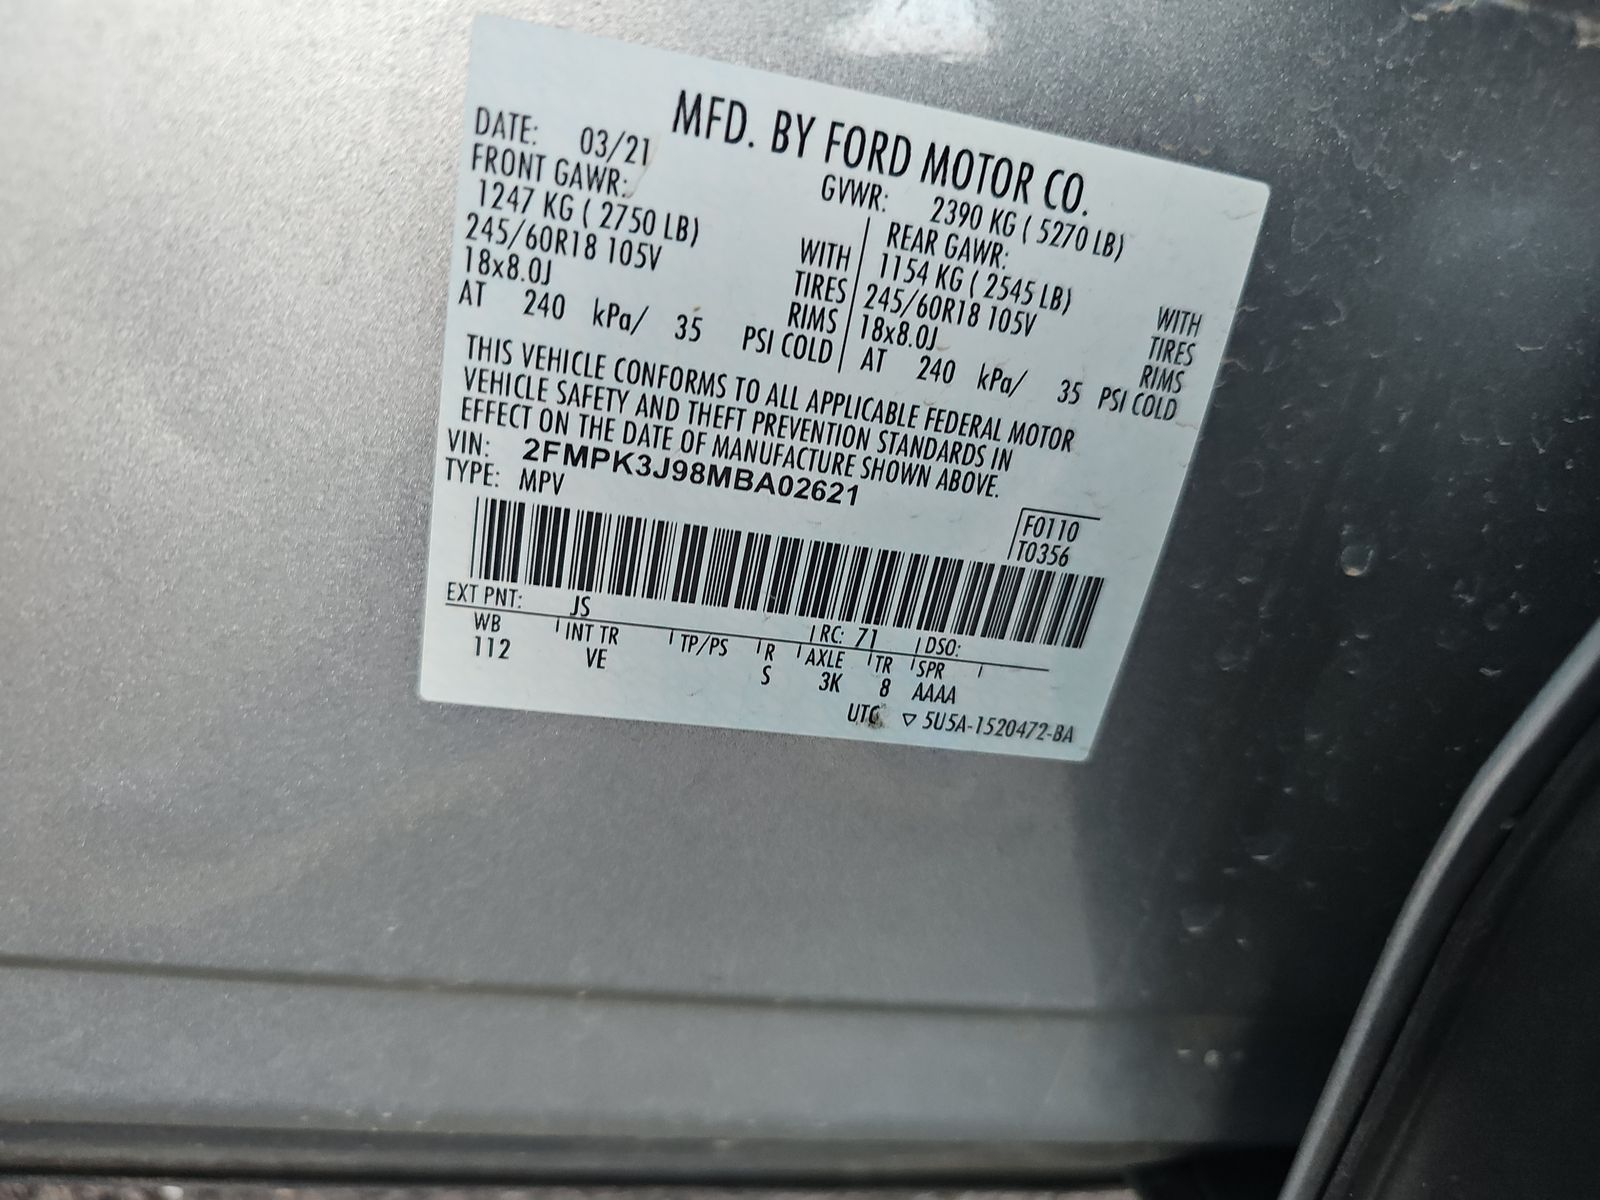 MFD. BY FORD MOTOR CO.
DATE: 03/21 GVWR: 2390 KG ( 5270 LB)
FRONT GAWR: REAR GAWR:
1247 KG ( 2750 LB) WITH 1154 KG ( 2545 LB) WITH
245/60R18 105V TIRES 245/60R18 105V TIRES
18x8.0J RIMS 18x8.0J RIMS
AT 240 kPa/ 35 PSI COLD AT 240 kPa/ 35 PSI COLD
THIS VEHICLE CONFORMS TO ALL APPLICABLE FEDERAL MOTOR
VEHICLE SAFETY AND THEFT PREVENTION STANDARDS IN
EFFECT ON THE DATE OF MANUFACTURE SHOWN ABOVE.
VIN: 2FMPK3J98MBA02621
TYPE: MPV
F0110
T0356
EXT PNT: JS RC: 71 DSO:
WB INT TR TP/PS R AXLE TR SPR
112 VE S 3K 8 AAAA
UTC ▽ 5U5A-1520472-BA